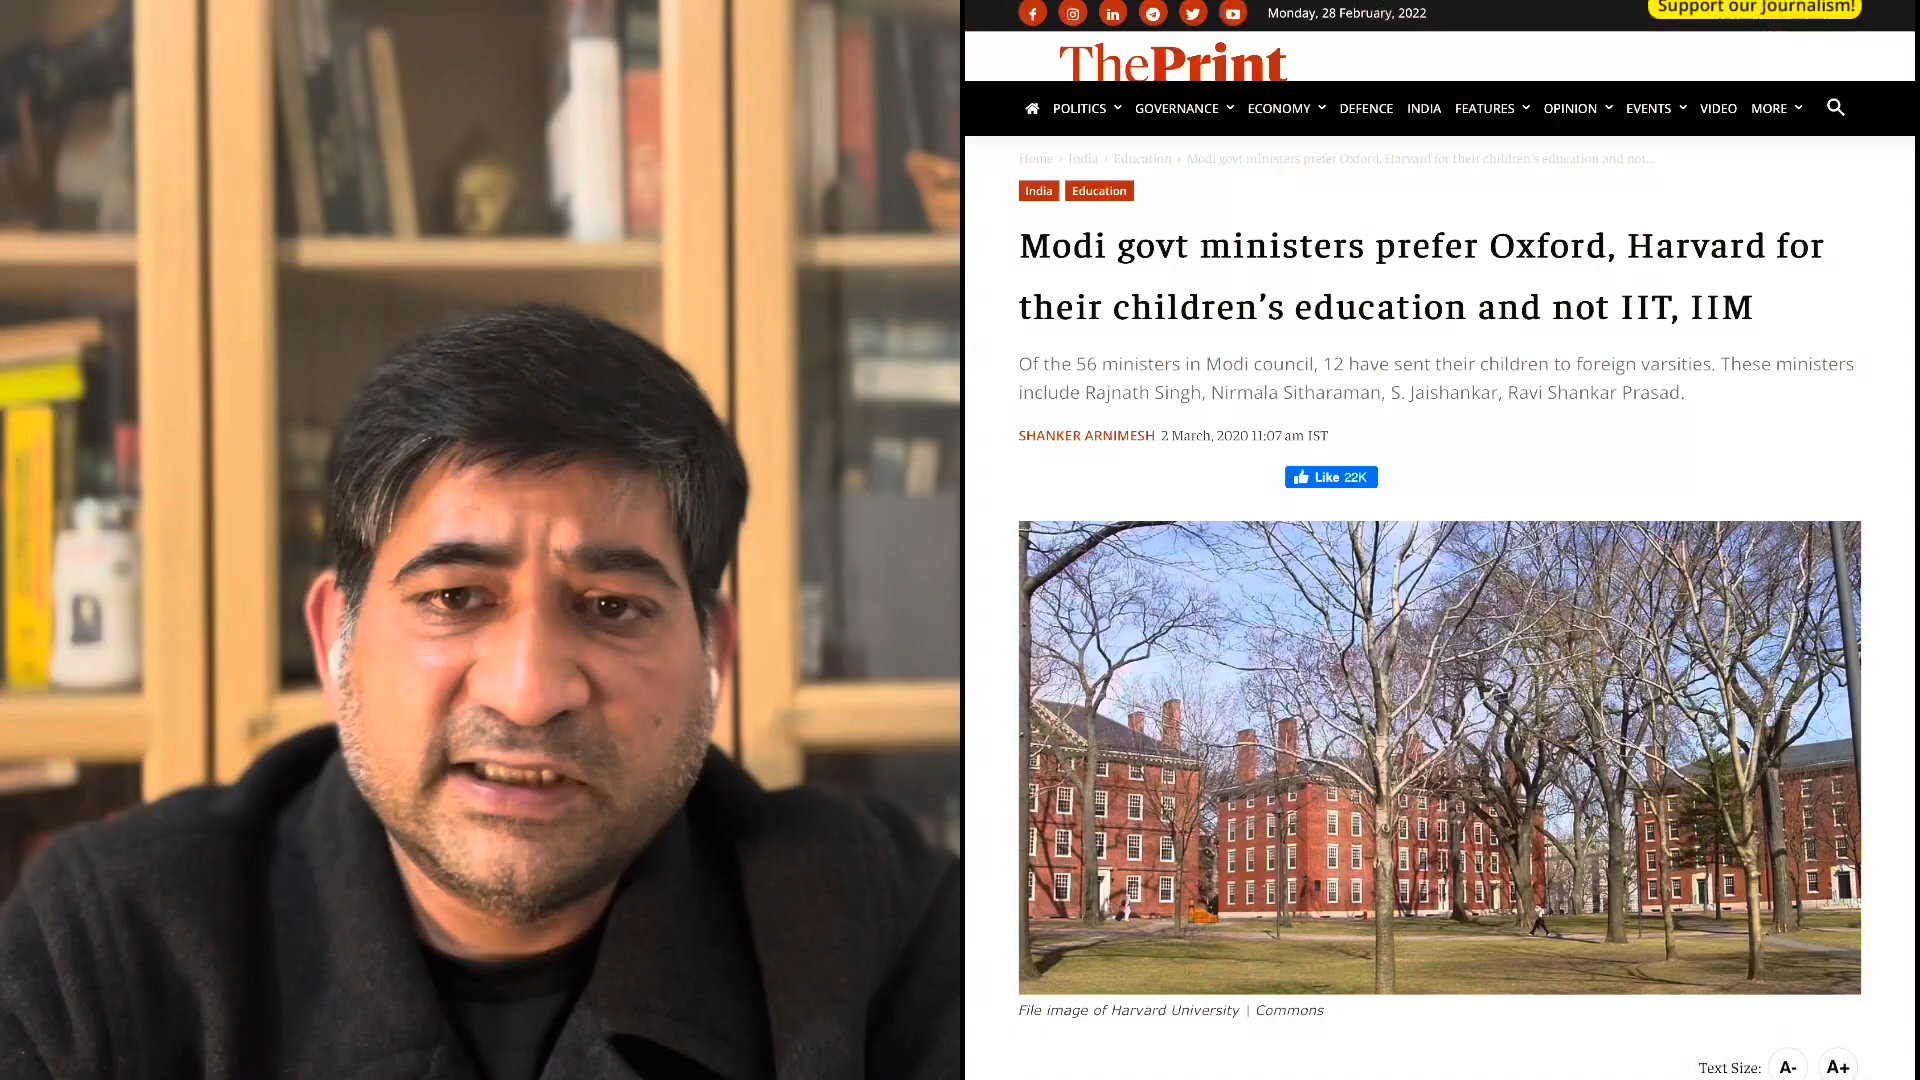 Monday, 28 February, 2022
Support our Journalism!
ThePrint
POLITICS GOVERNANCE ECONOMY DEFENCE INDIA FEATURES OPINION EVENTS VIDEO MORE
Home › India › Education › Modi govt ministers prefer Oxford, Harvard for their children's education and not...
India Education
Modi govt ministers prefer Oxford, Harvard for
their children’s education and not IIT, IIM
Of the 56 ministers in Modi council, 12 have sent their children to foreign varsities. These ministers
include Rajnath Singh, Nirmala Sitharaman, S. Jaishankar, Ravi Shankar Prasad.
SHANKER ARNIMESH 2 March, 2020 11:07 am IST
Like 22K
File image of Harvard University | Commons
Text Size: A- A+